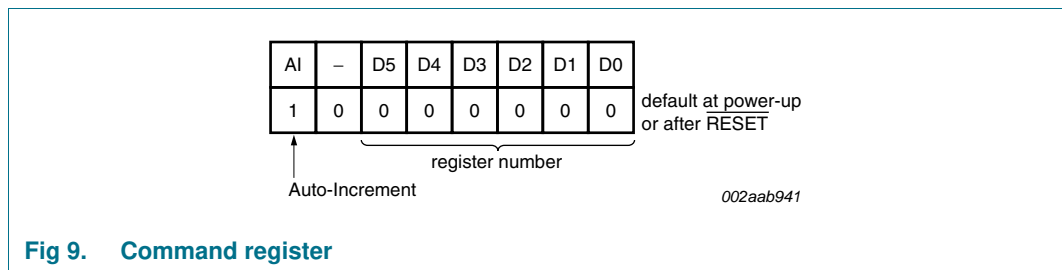 AI – D5 D4 D3 D2 D1 D0
1 0 0 0 0 0 0 0
default at power-up
or after RESET
register number
Auto-Increment
002aab941
Fig 9. Command register